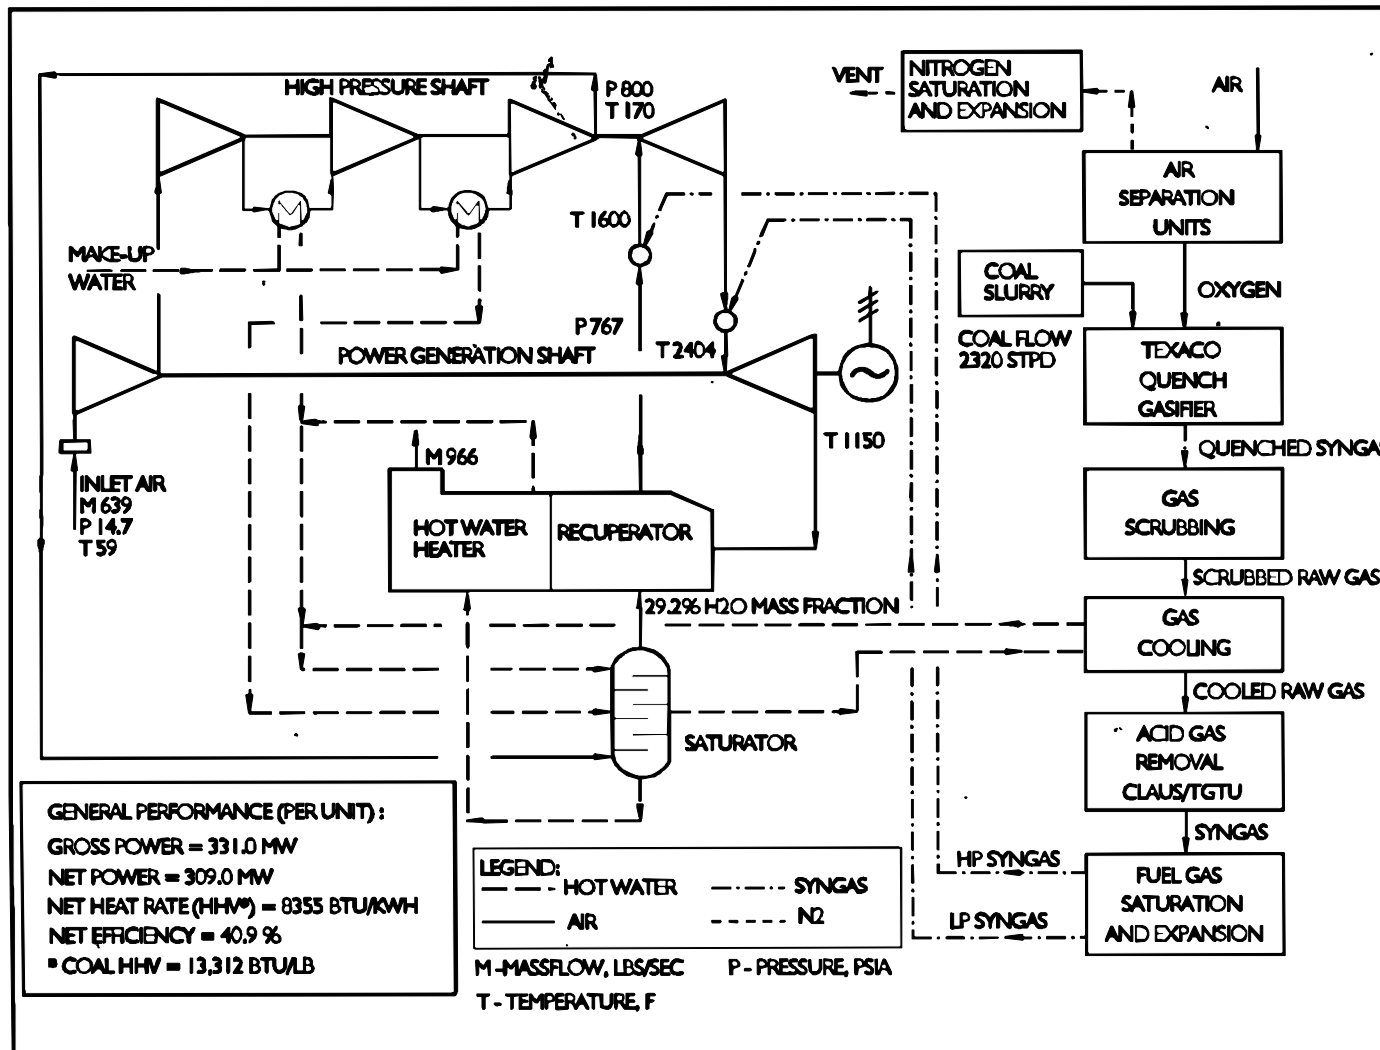 HIGH PRESSURE SHAFT
P 800
T 170
VENT
NITROGEN
SATURATION
AND EXPANSION
AIR
AIR
SEPARATION
UNITS
T 1600
MAKE-UP
WATER
COAL
SLURRY
OXYGEN
P 767
POWER GENERATION SHAFT
T 2404
COAL FLOW
2320 STPD
TEXACO
QUENCH
GASIFIER
T 1150
QUENCHED SYNGAS
M 966
INLET AIR
M 639
P 14.7
T 59
HOT WATER
HEATER
RECUPERATOR
GAS
SCRUBBING
SCRUBBED RAW GAS
29.2% H2O MASS FRACTION
GAS
COOLING
COOLED RAW GAS
SATURATOR
ACID GAS
REMOVAL
CLAUS/TGTU
SYNGAS
HP SYNGAS
LP SYNGAS
FUEL GAS
SATURATION
AND EXPANSION
GENERAL PERFORMANCE (PER UNIT) :
GROSS POWER = 331.0 MW
NET POWER = 309.0 MW
NET HEAT RATE (HHV*) = 8355 BTU/KWH
NET EFFICIENCY = 40.9 %
* COAL HHV = 13,312 BTU/LB
LEGEND:
HOT WATER
SYNGAS
AIR
N2
M - MASSFLOW, LBS/SEC
P - PRESSURE, PSIA
T - TEMPERATURE, F